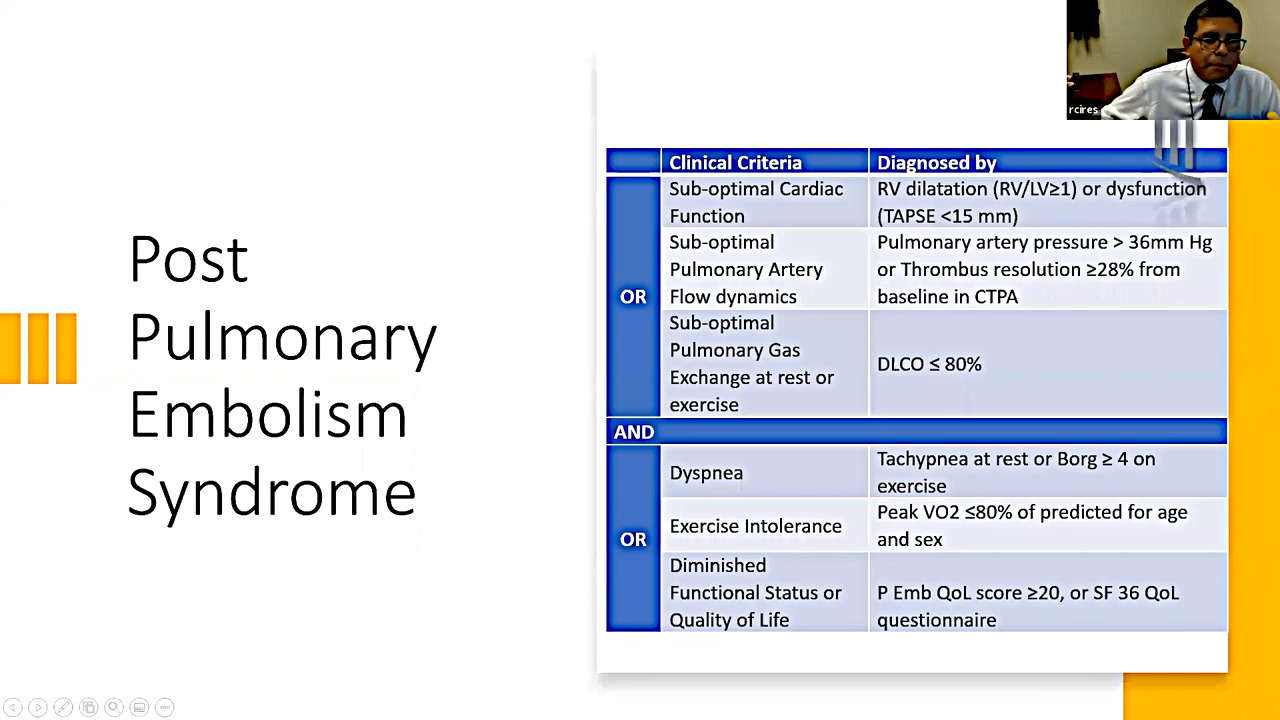 rcires
Post
Pulmonary
Embolism
Syndrome
Clinical Criteria
Diagnosed by
OR
Sub-optimal Cardiac
Function
RV dilatation (RV/LV≥1) or dysfunction
(TAPSE <15 mm)
Sub-optimal
Pulmonary Artery
Flow dynamics
Pulmonary artery pressure > 36mm Hg
or Thrombus resolution ≥28% from
baseline in CTPA
Sub-optimal
Pulmonary Gas
Exchange at rest or
exercise
DLCO ≤ 80%
AND
OR
Dyspnea
Tachypnea at rest or Borg ≥ 4 on
exercise
Exercise Intolerance
Peak VO2 ≤80% of predicted for age
and sex
Diminished
Functional Status or
Quality of Life
P Emb QoL score ≥20, or SF 36 QoL
questionnaire